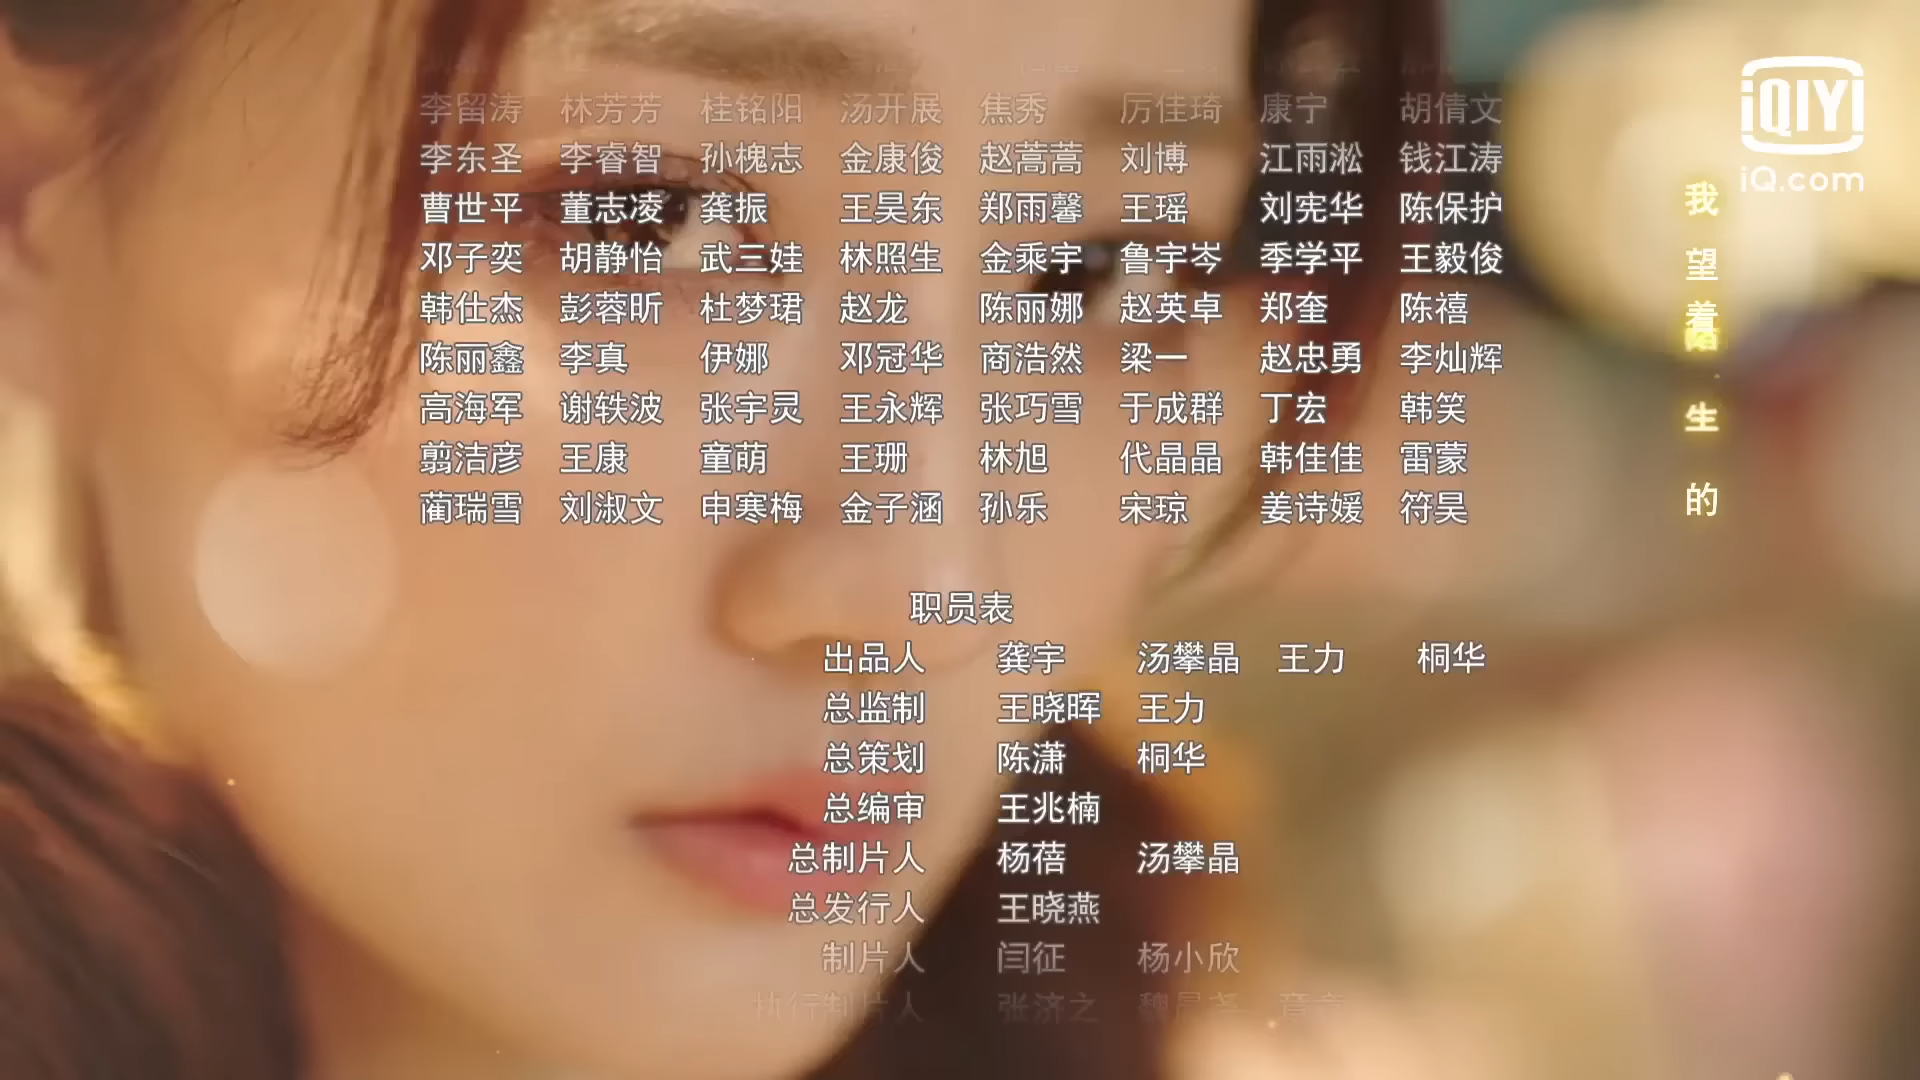 李留涛 林芳芳 桂铭阳 汤开展 焦秀 厉佳琦 康宁 胡倩文
李东圣 李睿智 孙槐志 金康俊 赵蒿蒿 刘博 江雨淞 钱江涛
曹世平 董志凌 龚振 王昊东 郑雨馨 王瑶 刘宪华 陈保护
邓子奕 胡静怡 武三娃 林照生 金乘宇 鲁宇岑 季学平 王毅俊
韩仕杰 彭蓉昕 杜梦珺 赵龙 陈丽娜 赵英卓 郑奎 陈禧
陈丽鑫 李真 伊娜 邓冠华 商浩然 梁一 赵忠勇 李灿辉
高海军 谢轶波 张宇灵 王永辉 张巧雪 于成群 丁宏 韩笑
翦洁彦 王康 童萌 王珊 林旭 代晶晶 韩佳佳 雷蒙
蔺瑞雪 刘淑文 申寒梅 金子涵 孙乐 宋琼 姜诗媛 符昊
职员表
出品人 龚宇 汤攀晶 王力 桐华
总监制 王晓晖 王力
总策划 陈潇 桐华
总编审 王兆楠
总制片人 杨蓓 汤攀晶
总发行人 王晓燕
制片人 闫征 杨小欣
执行制片人 张济之
iQIYI
iQ.com
我望着陌生的